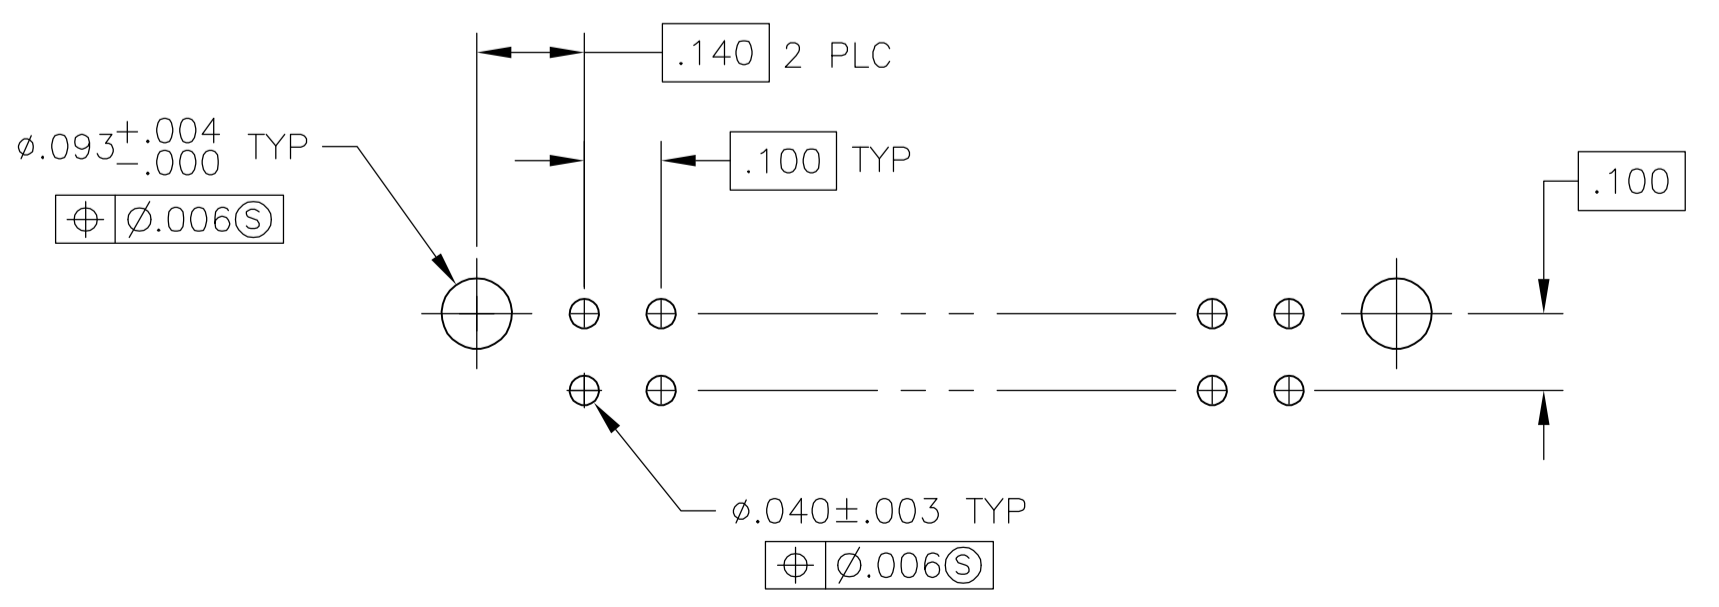 .140 2 PLC
⌀.093 +.004 -.000 TYP
.100 TYP
.100
⌖ ⌀.006Ⓢ
⌀.040±.003 TYP
⌖ ⌀.006Ⓢ